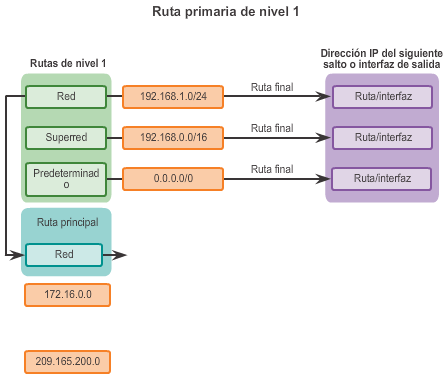 Ruta primaria de nivel 1
Rutas de nivel 1
Dirección IP del siguiente
salto o interfaz de salida
Red
192.168.1.0/24
Ruta final
Ruta/interfaz
Superred
192.168.0.0/16
Ruta final
Ruta/interfaz
Predeterminad
o
0.0.0.0/0
Ruta final
Ruta/interfaz
Ruta principal
Red
172.16.0.0
209.165.200.0